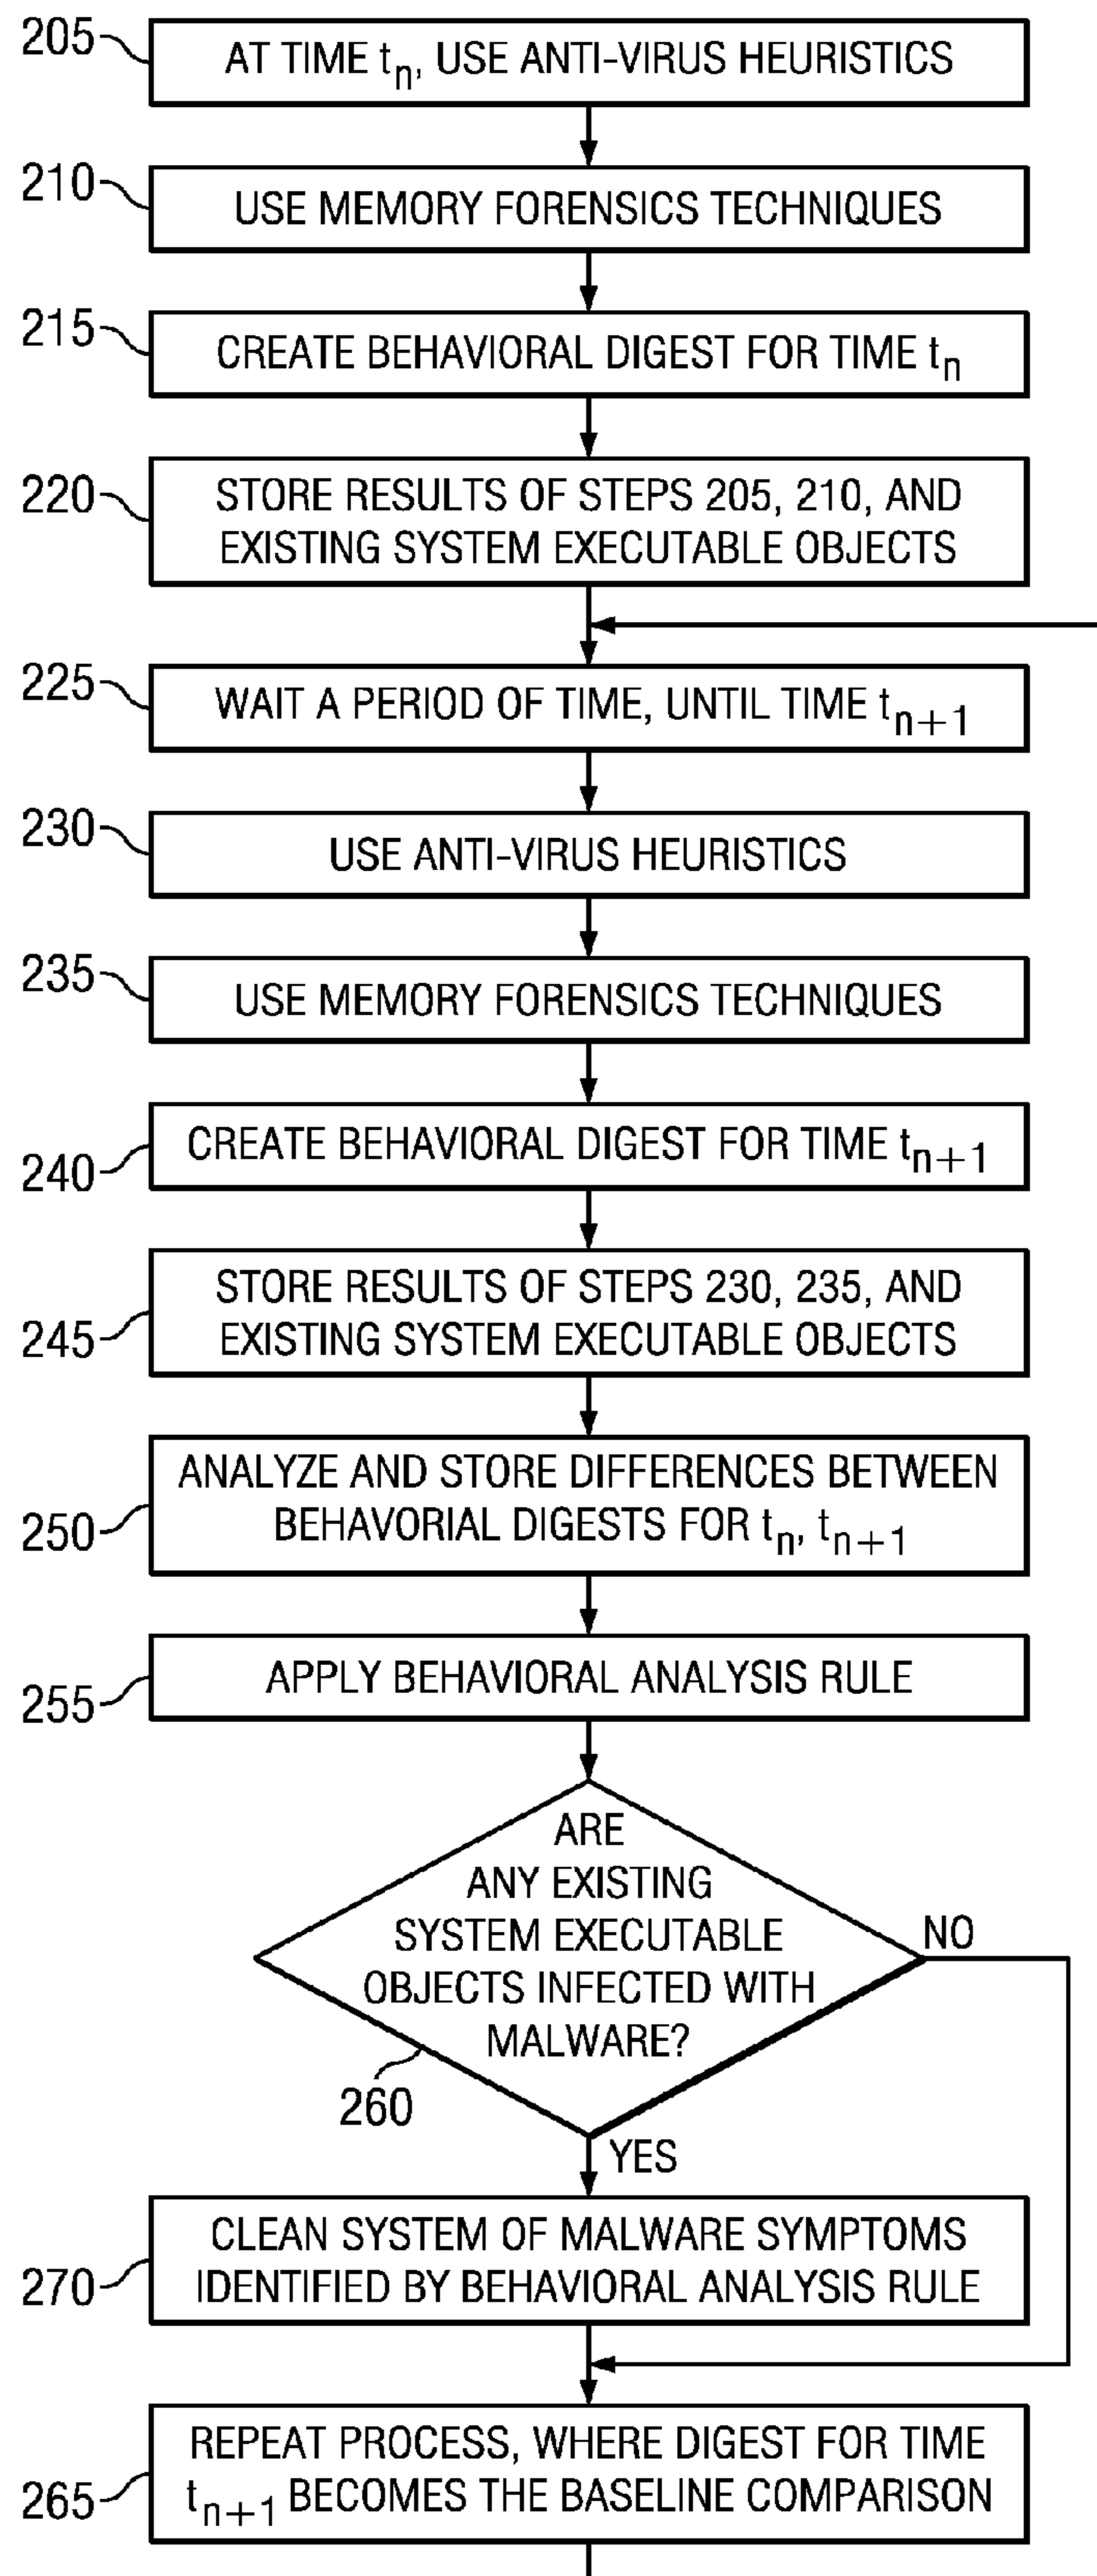 205
AT TIME tn, USE ANTI-VIRUS HEURISTICS
210
USE MEMORY FORENSICS TECHNIQUES
215
CREATE BEHAVIORAL DIGEST FOR TIME tn
220
STORE RESULTS OF STEPS 205, 210, AND
EXISTING SYSTEM EXECUTABLE OBJECTS
225
WAIT A PERIOD OF TIME, UNTIL TIME tn+1
230
USE ANTI-VIRUS HEURISTICS
235
USE MEMORY FORENSICS TECHNIQUES
240
CREATE BEHAVIORAL DIGEST FOR TIME tn+1
245
STORE RESULTS OF STEPS 230, 235, AND
EXISTING SYSTEM EXECUTABLE OBJECTS
250
ANALYZE AND STORE DIFFERENCES BETWEEN
BEHAVORIAL DIGESTS FOR tn, tn+1
255
APPLY BEHAVIORAL ANALYSIS RULE
ARE
ANY EXISTING
SYSTEM EXECUTABLE
OBJECTS INFECTED WITH
MALWARE?
260
NO
YES
270
CLEAN SYSTEM OF MALWARE SYMPTOMS
IDENTIFIED BY BEHAVIORAL ANALYSIS RULE
265
REPEAT PROCESS, WHERE DIGEST FOR TIME
tn+1 BECOMES THE BASELINE COMPARISON